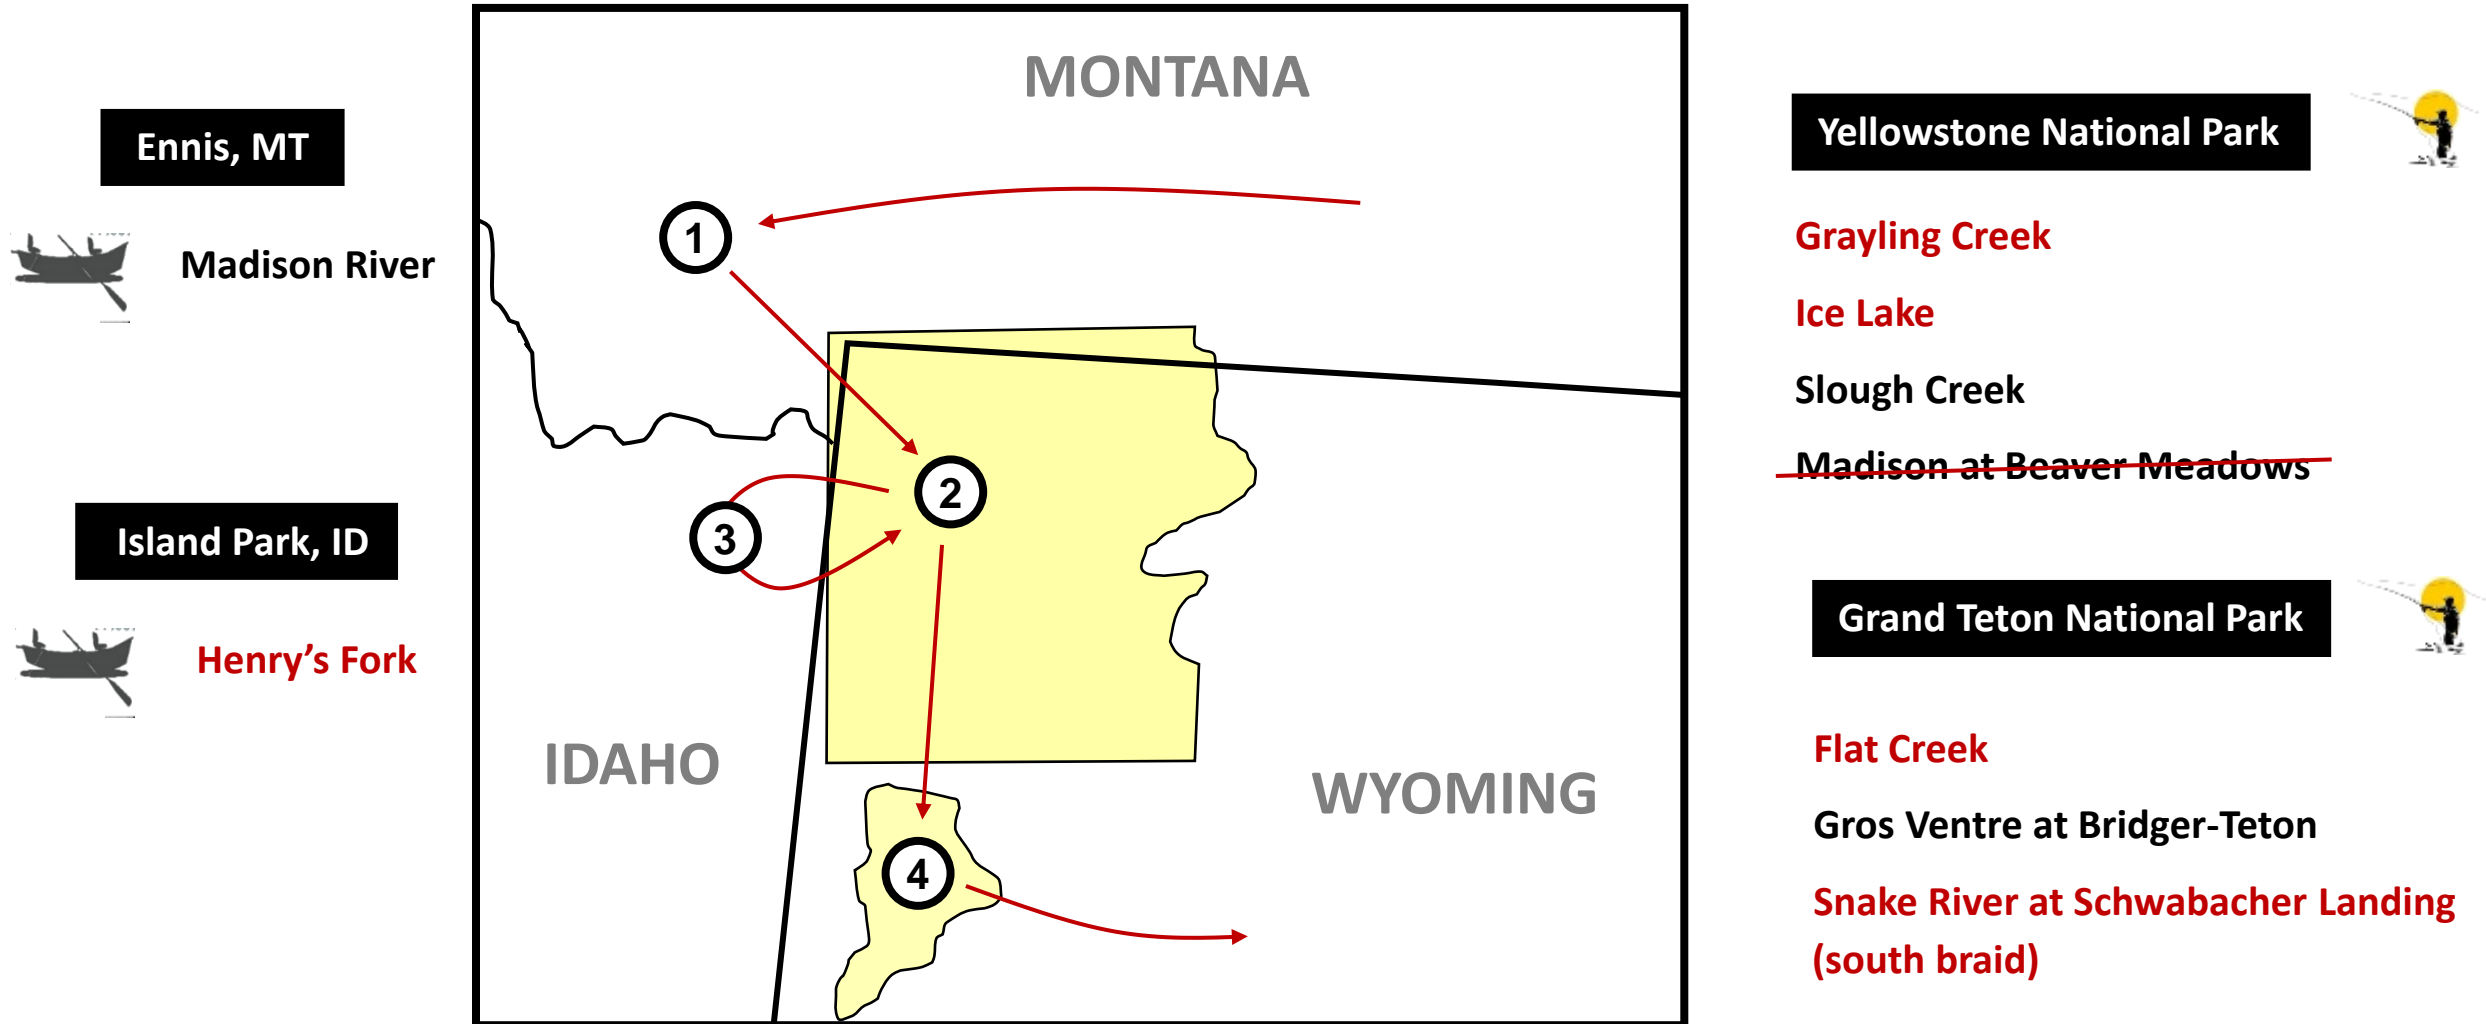 Ennis, MT
Madison River
Island Park, ID
Henry’s Fork
MONTANA
1
2
3
IDAHO
WYOMING
4
Yellowstone National Park
Grayling Creek
Ice Lake
Slough Creek
Madison at Beaver Meadows
Grand Teton National Park
Flat Creek
Gros Ventre at Bridger-Teton
Snake River at Schwabacher Landing
(south braid)